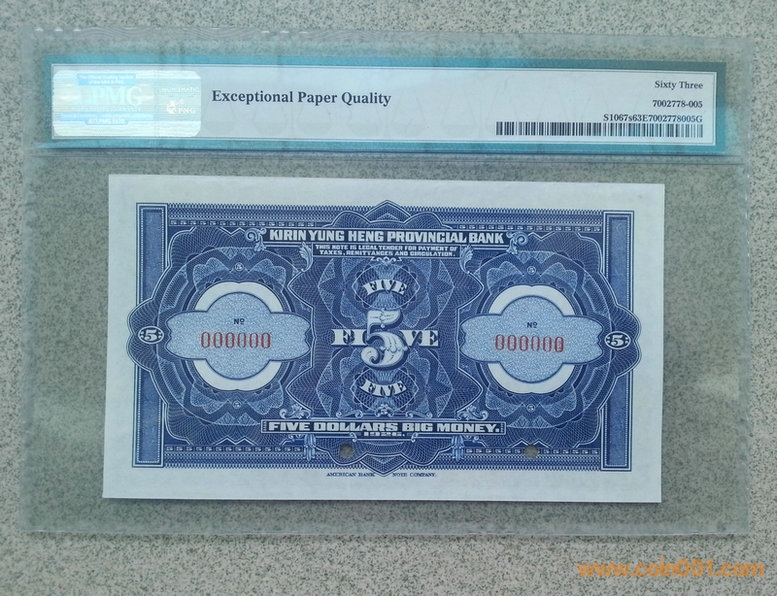 PMG
Exceptional Paper Quality
Sixty Three
7002778-005
S1067s63E7002778005G
KIRIN YUNG HENG PROVINCIAL BANK
THIS NOTE IS LEGAL TENDER FOR PAYMENT OF
TAXES, REMITTANCES AND CIRCULATION.
FIVE
Nº
000000
5
FIVE
5
5
Nº
000000
FIVE
FIVE DOLLARS BIG MONEY.
1926.
AMERICAN BANK NOTE COMPANY.
www.coin001.com